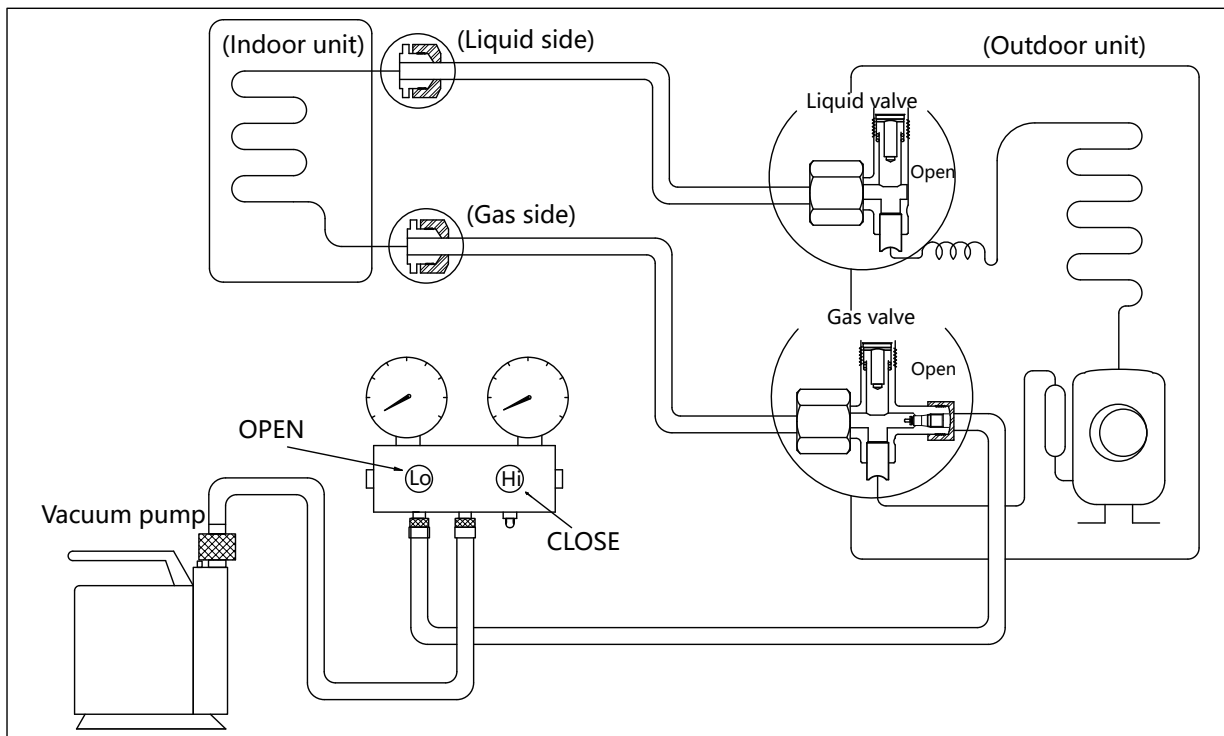 (Indoor unit)
(Liquid side)
(Outdoor unit)
Liquid valve
Open
(Gas side)
Gas valve
Open
OPEN
Lo
Hi
CLOSE
Vacuum pump